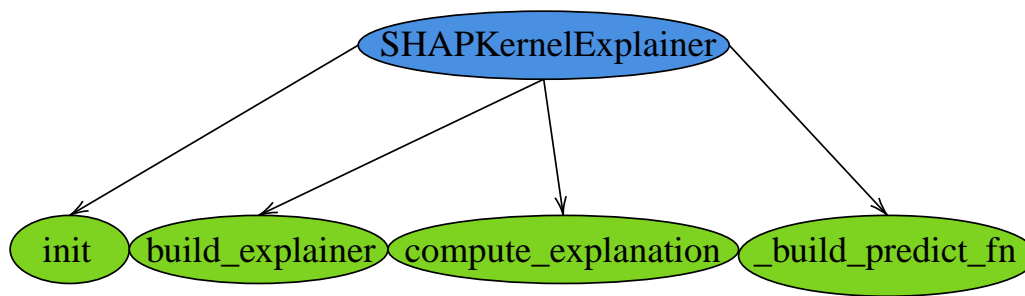 SHAPKernelExplainer
init
build_explainer
compute_explanation
_build_predict_fn